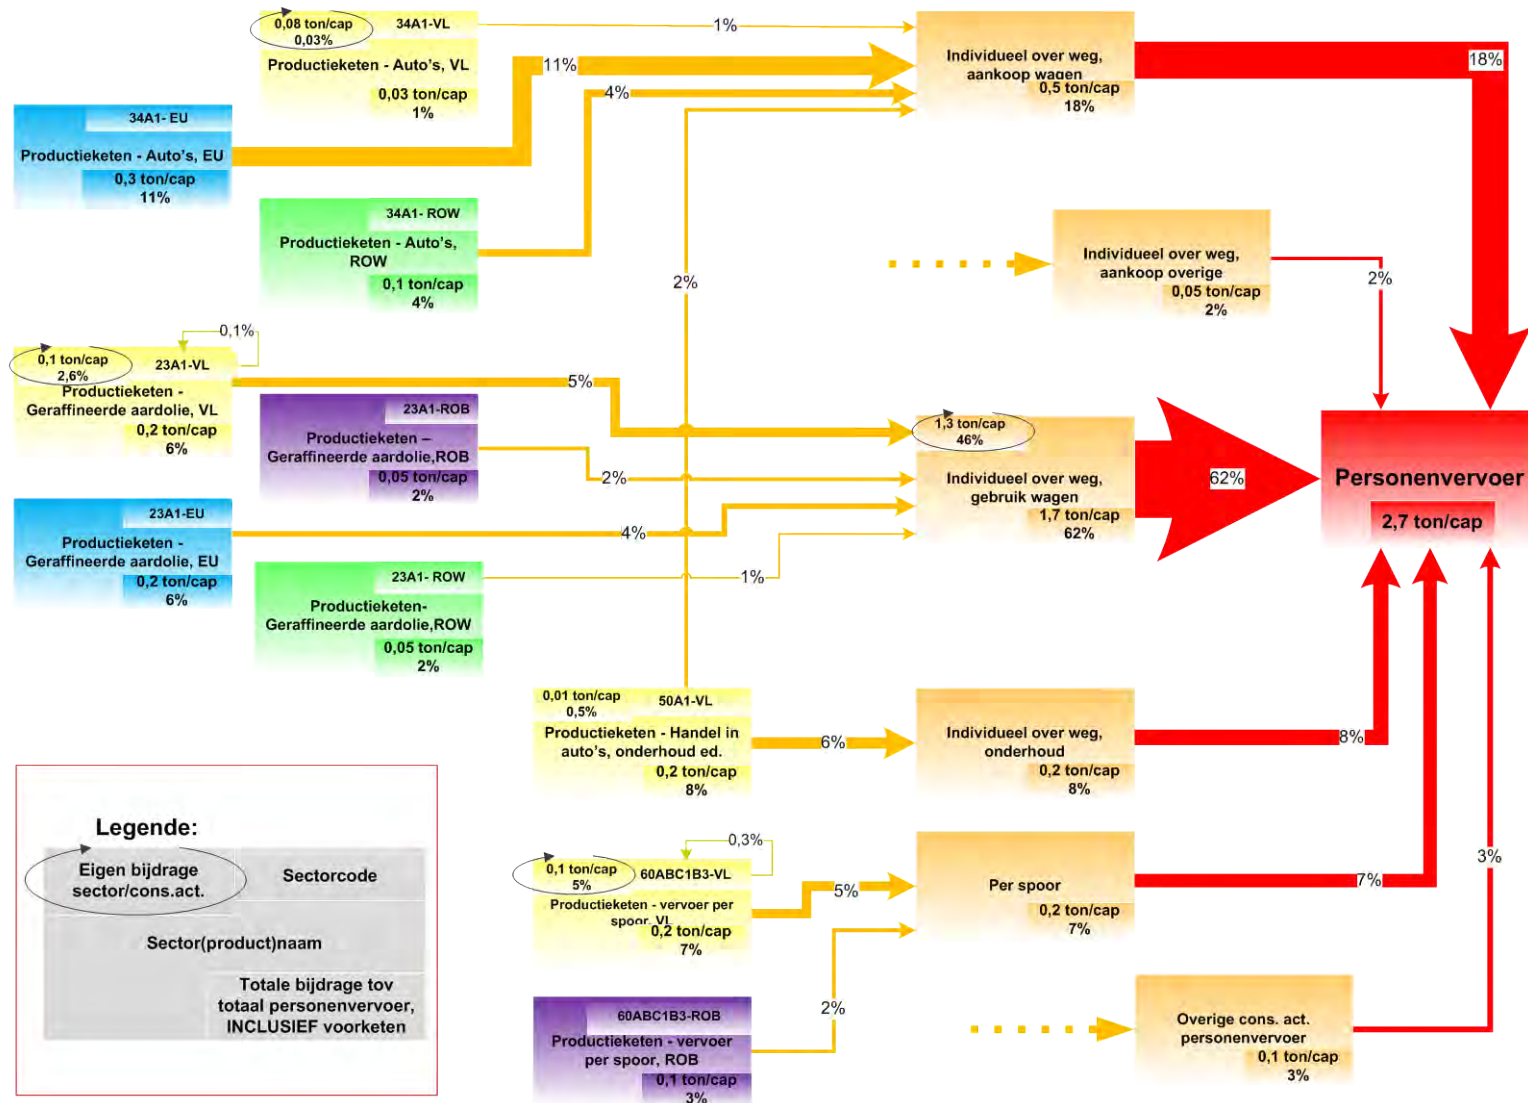 0,08 ton/cap
0,03%
34A1-VL
Productieketen - Auto's, VL
0,03 ton/cap
1%
1%
Individueel over weg,
aankoop wagen
0,5 ton/cap
18%
18%
11%
4%
34A1- EU
Productieketen - Auto's, EU
0,3 ton/cap
11%
34A1- ROW
Productieketen - Auto's,
ROW
0,1 ton/cap
4%
2%
Individueel over weg,
aankoop overige
0,05 ton/cap
2%
2%
0,1%
0,1 ton/cap
2,6%
23A1-VL
Productieketen -
Geraffineerde aardolie, VL
0,2 ton/cap
6%
5%
23A1-ROB
Productieketen –
Geraffineerde aardolie,ROB
0,05 ton/cap
2%
2%
1,3 ton/cap
46%
Individueel over weg,
gebruik wagen
1,7 ton/cap
62%
62%
Personenvervoer
2,7 ton/cap
23A1-EU
Productieketen -
Geraffineerde aardolie, EU
0,2 ton/cap
6%
4%
23A1- ROW
Productieketen-
Geraffineerde aardolie,ROW
0,05 ton/cap
2%
1%
0,01 ton/cap
0,5%
50A1-VL
Productieketen - Handel in
auto's, onderhoud ed.
0,2 ton/cap
8%
6%
Individueel over weg,
onderhoud
0,2 ton/cap
8%
8%
0,3%
0,1 ton/cap
5%
60ABC1B3-VL
Productieketen - vervoer per
spoor, VL
0,2 ton/cap
7%
5%
Per spoor
0,2 ton/cap
7%
7%
3%
60ABC1B3-ROB
Productieketen - vervoer
per spoor, ROB
0,1 ton/cap
3%
2%
Overige cons. act.
personenvervoer
0,1 ton/cap
3%
Legende:
Eigen bijdrage
sector/cons.act.
Sectorcode
Sector(product)naam
Totale bijdrage tov
totaal personenvervoer,
INCLUSIEF voorketen